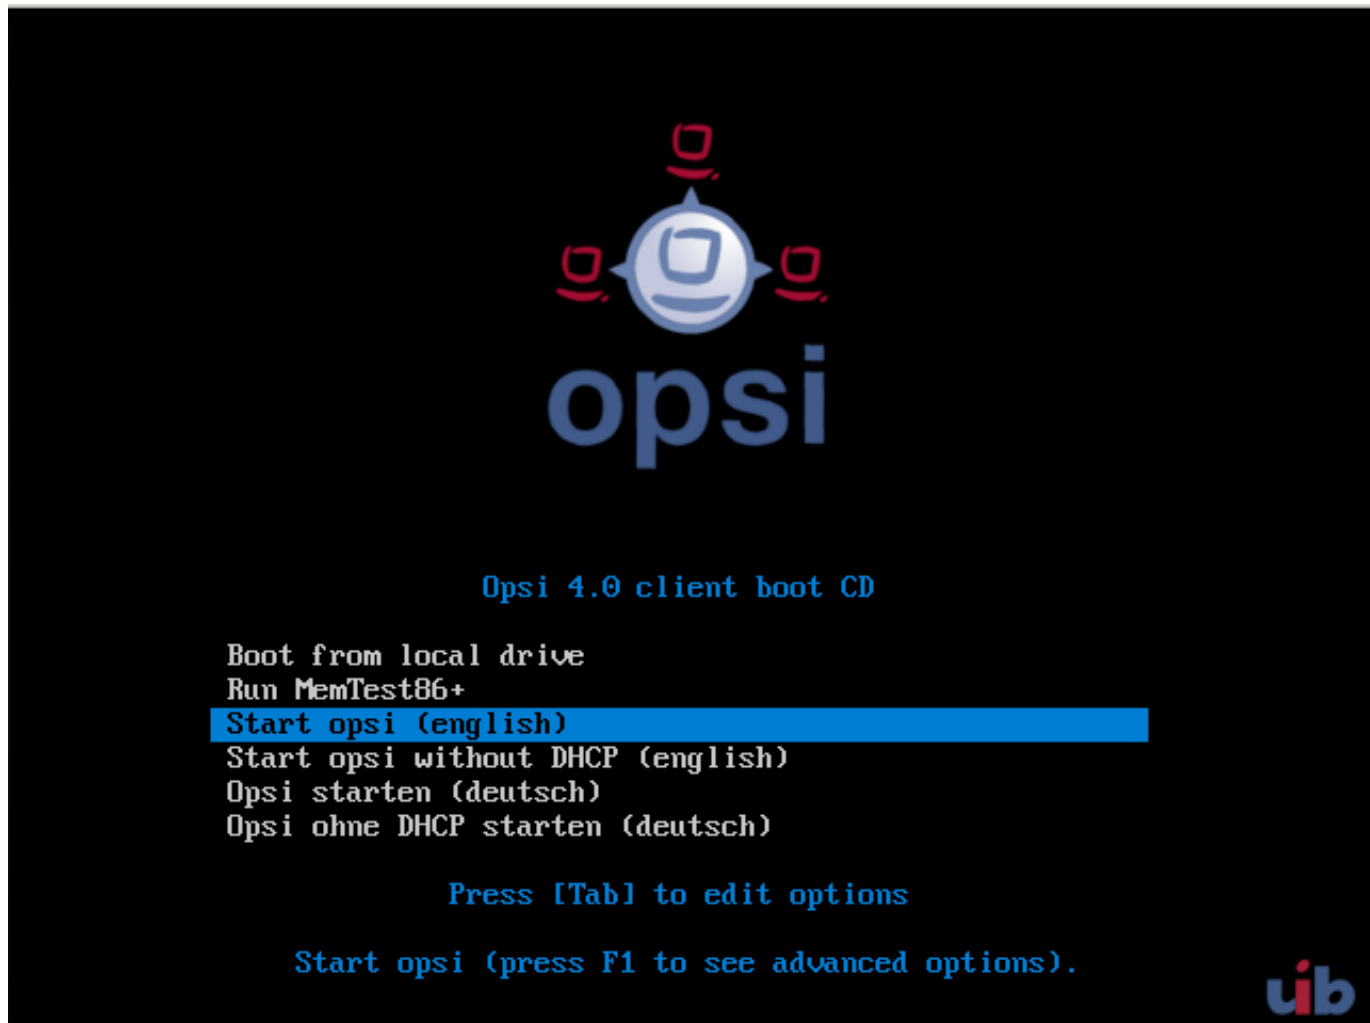 opsi
Opsi 4.0 client boot CD
Boot from local drive
Run MemTest86+
Start opsi (english)
Start opsi without DHCP (english)
Opsi starten (deutsch)
Opsi ohne DHCP starten (deutsch)
Press [Tab] to edit options
Start opsi (press F1 to see advanced options).
uib